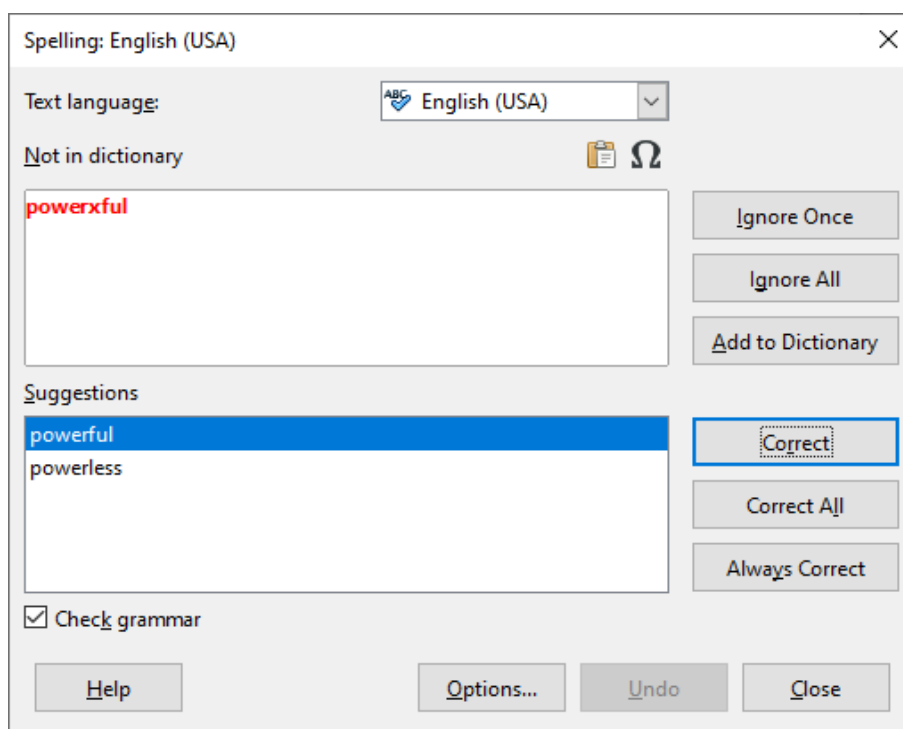 Spelling: English (USA)
Text language:
ABC
English (USA)
Not in dictionary
Ω
powerxful
Ignore Once
Ignore All
Add to Dictionary
Suggestions
powerful
powerless
Correct
Correct All
Always Correct
Check grammar
Help
Options...
Undo
Close